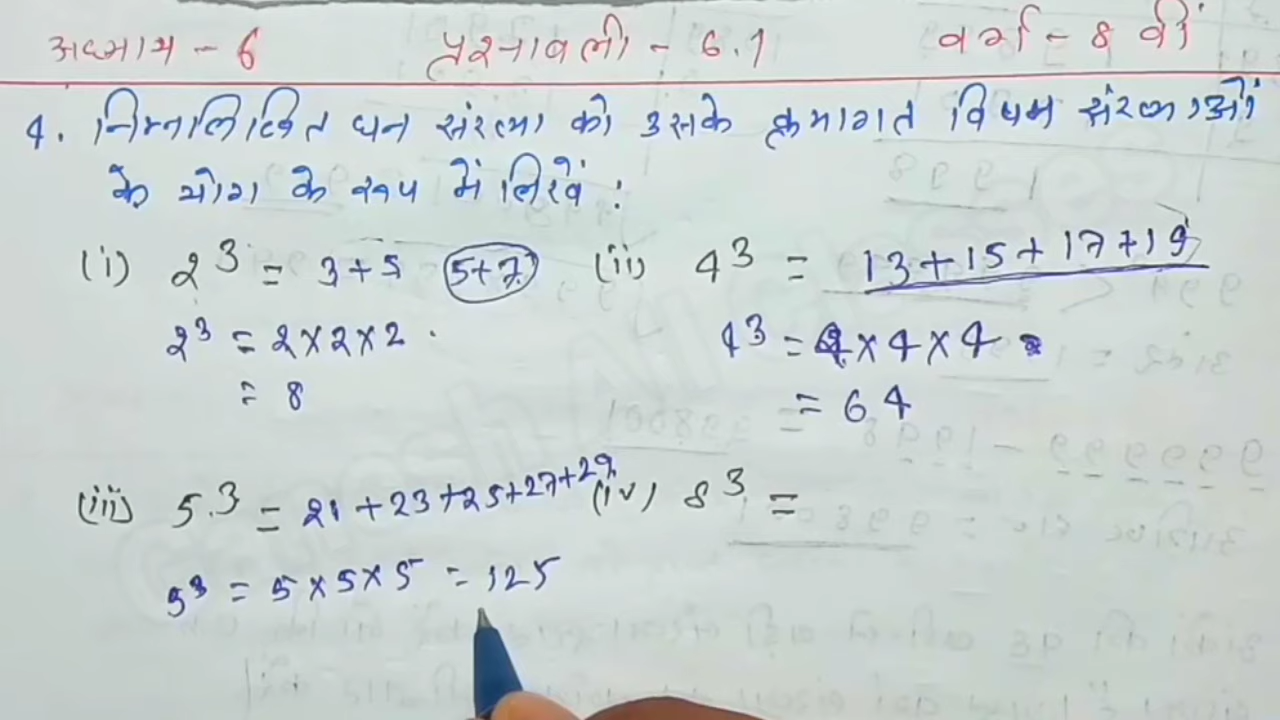 अध्याय - 6 प्रश्नावली - 6.1 वर्ग - 8 वीं
4. निम्नलिखित घन संख्या को उसके क्रमागत विषम संख्याओं
के योग के रूप में लिखें :
(i) 2³ = 3+5 (5+7) (ii) 4³ = 13+15+17+19
2³ = 2×2×2 4³ = 4×4×4
= 8 = 64
(iii) 5³ = 21+23+25+27+29 (iv) 8³ =
5³ = 5×5×5 = 125